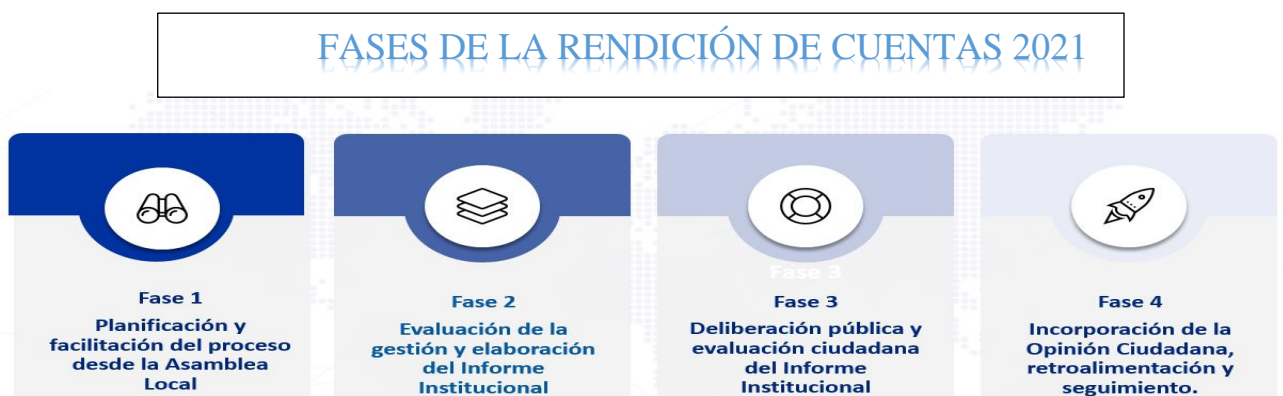 FASES DE LA RENDICIÓN DE CUENTAS 2021
Fase 1
Planificación y
facilitación del proceso
desde la Asamblea
Local
Fase 2
Evaluación de la
gestión y elaboración
del Informe
Institucional
Fase 3
Fase 3
Deliberación pública y
evaluación ciudadana
del Informe
Institucional
Fase 4
Incorporación de la
Opinión Ciudadana,
retroalimentación y
seguimiento.